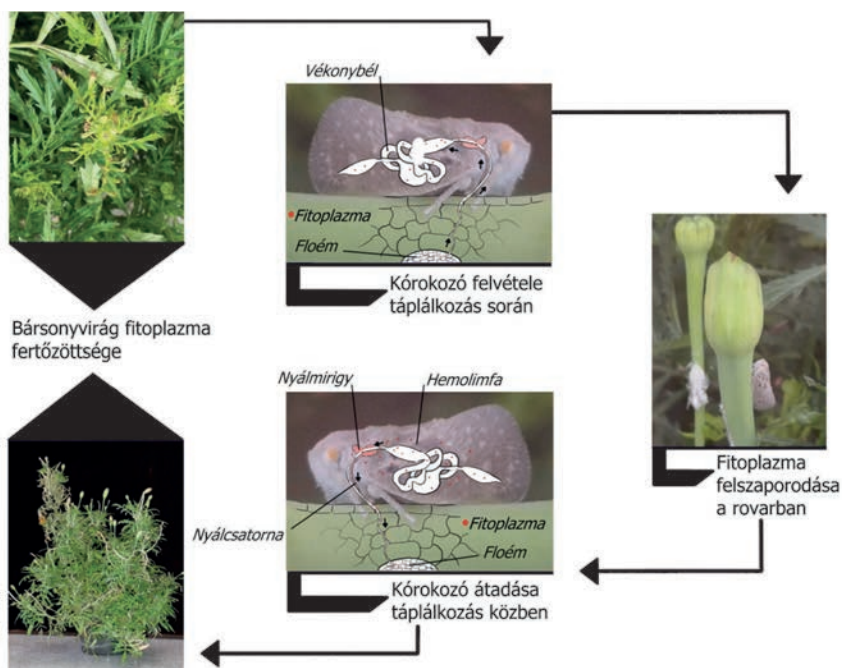 Vékonybél
Fitoplazma
Floém
Kórokozó felvétele
táplálkozás során
Bársonyvirág fitoplazma
fertőzöttsége
Nyálmirigy
Hemolimfa
Nyálcsatorna
Fitoplazma
Floém
Kórokozó átadása
táplálkozás közben
Fitoplazma
felszaporodása
a rovarban